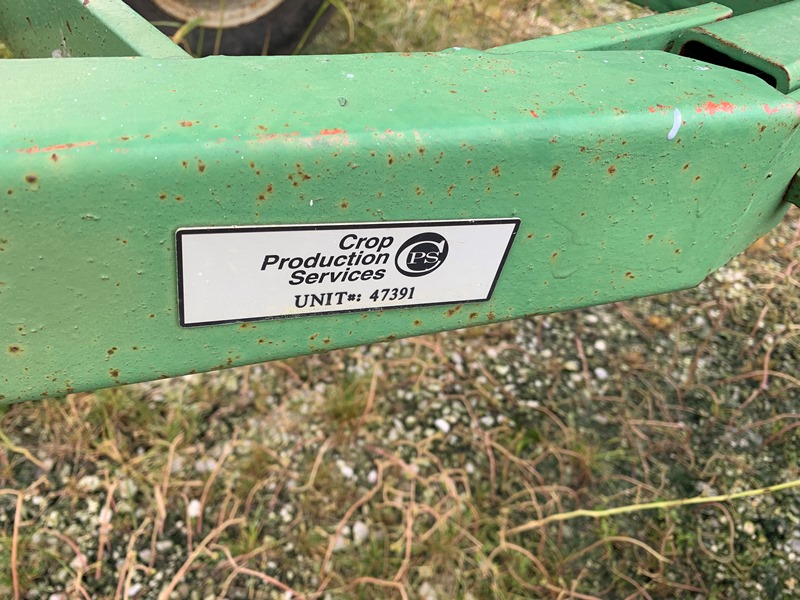 Crop
Production
Services
CPS
UNIT#: 47391